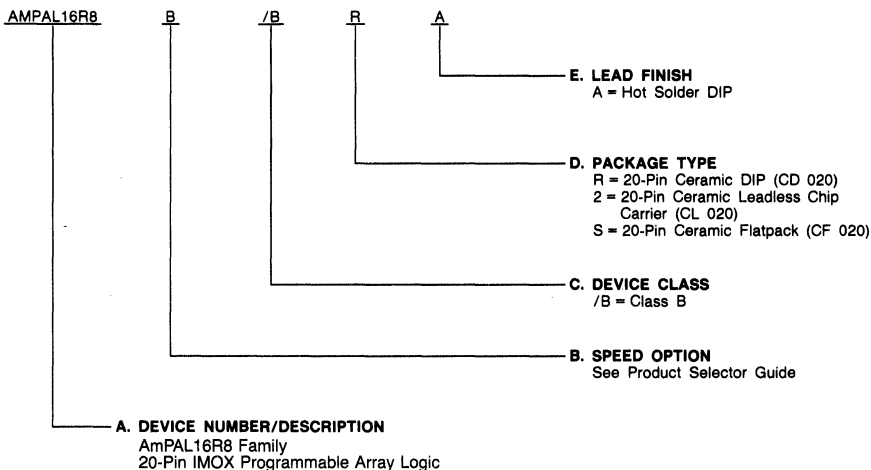 AMPAL16R8 B /B R A
E. LEAD FINISH
A = Hot Solder DIP
D. PACKAGE TYPE
R = 20-Pin Ceramic DIP (CD 020)
2 = 20-Pin Ceramic Leadless Chip
Carrier (CL 020)
S = 20-Pin Ceramic Flatpack (CF 020)
C. DEVICE CLASS
/B = Class B
B. SPEED OPTION
See Product Selector Guide
A. DEVICE NUMBER/DESCRIPTION
AmPAL16R8 Family
20-Pin IMOX Programmable Array Logic